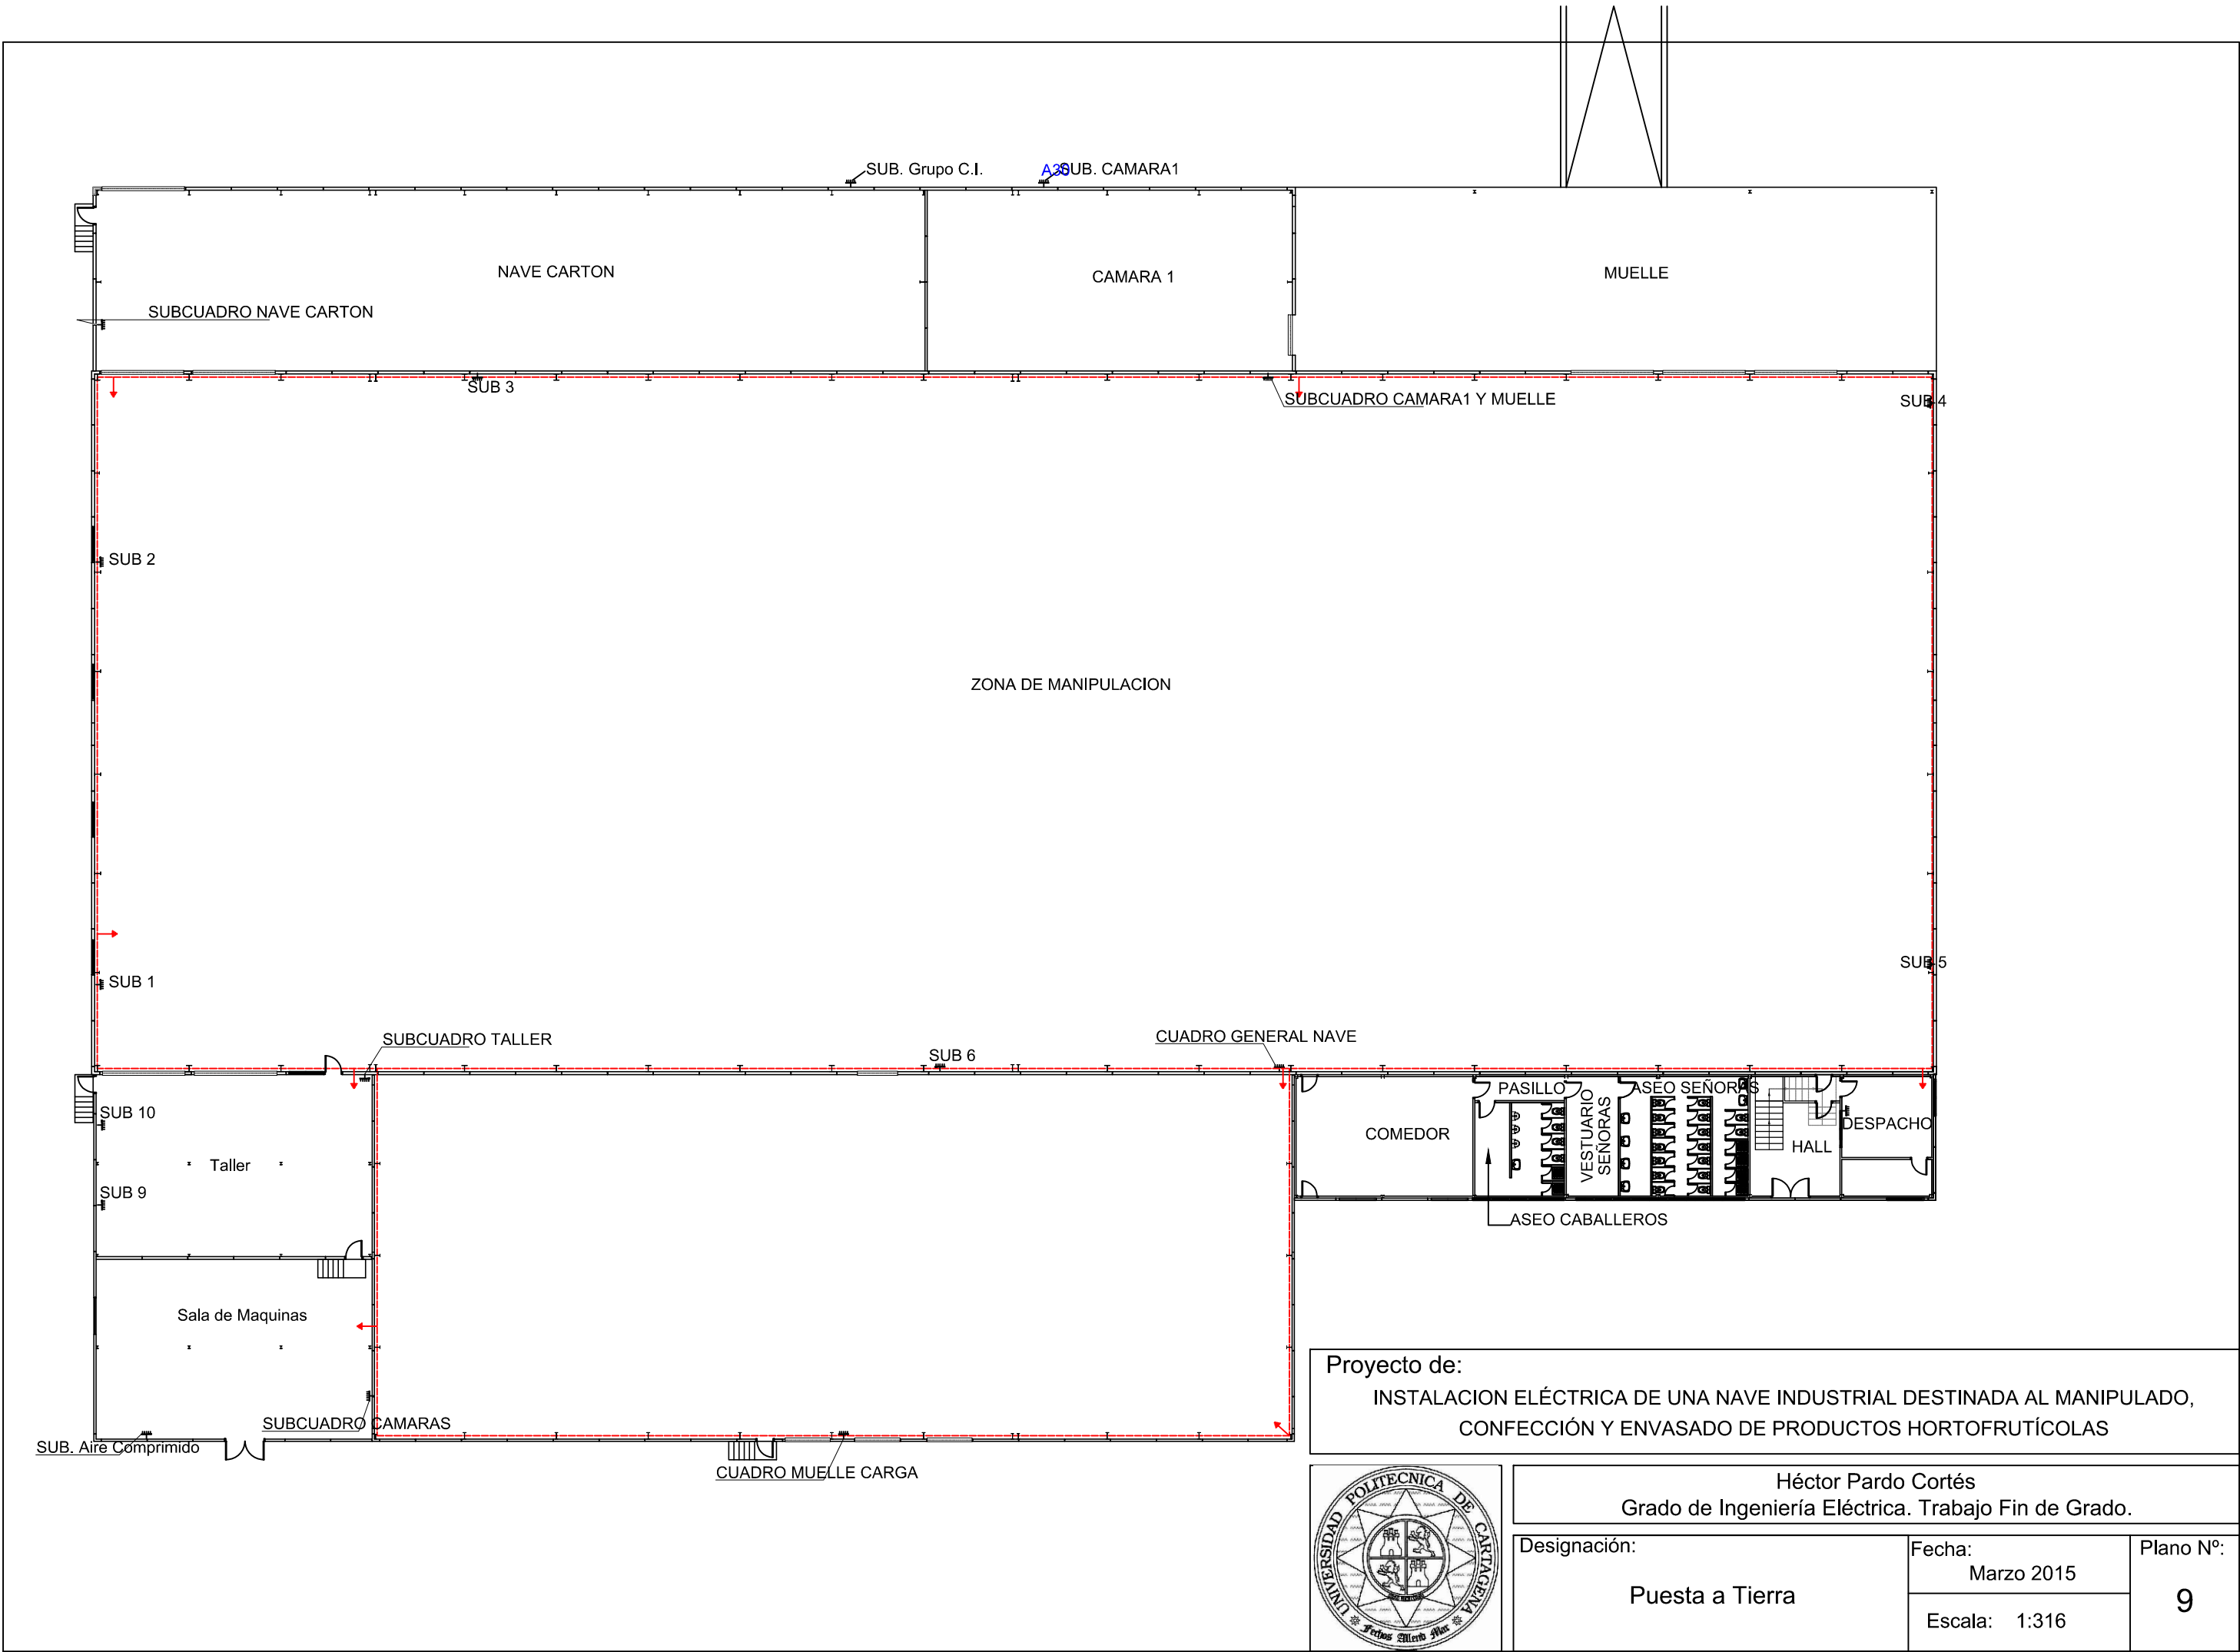 SUB. Grupo C.I.
A30
SUB. CAMARA1
NAVE CARTON
CAMARA 1
MUELLE
SUBCUADRO NAVE CARTON
SUB 3
SUBCUADRO CAMARA1 Y MUELLE
SUB 4
SUB 2
ZONA DE MANIPULACION
SUB 5
SUB 1
SUBCUADRO TALLER
SUB 6
CUADRO GENERAL NAVE
PASILLO
ASEO SEÑORAS
SUB 10
COMEDOR
VESTUARIO
SEÑORAS
HALL
DESPACHO
Taller
SUB 9
ASEO CABALLEROS
Sala de Maquinas
SUBCUADRO CAMARAS
SUB. Aire Comprimido
CUADRO MUELLE CARGA
Proyecto de:
INSTALACION ELÉCTRICA DE UNA NAVE INDUSTRIAL DESTINADA AL MANIPULADO,
CONFECCIÓN Y ENVASADO DE PRODUCTOS HORTOFRUTÍCOLAS
UNIVERSIDAD POLITECNICA DE CARTAGENA
Héctor Pardo Cortés
Grado de Ingeniería Eléctrica. Trabajo Fin de Grado.
Designación:
Puesta a Tierra
Fecha:
Marzo 2015
Escala: 1:316
Plano Nº:
9